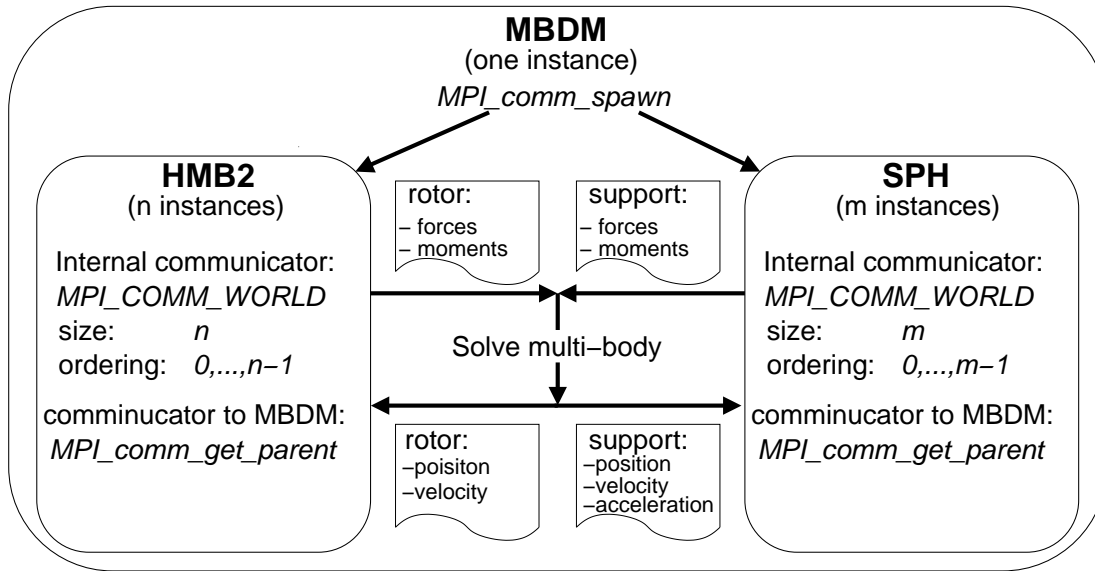 MBDM
(one instance)
MPI_comm_spawn
HMB2
(n instances)
Internal communicator:
MPI_COMM_WORLD
size: n
ordering: 0,...,n−1
comminucator to MBDM:
MPI_comm_get_parent
rotor:
− forces
− moments
support:
− forces
− moments
Solve multi−body
rotor:
−poisiton
−velocity
support:
−position
−velocity
−acceleration
SPH
(m instances)
Internal communicator:
MPI_COMM_WORLD
size: m
ordering: 0,...,m−1
comminucator to MBDM:
MPI_comm_get_parent